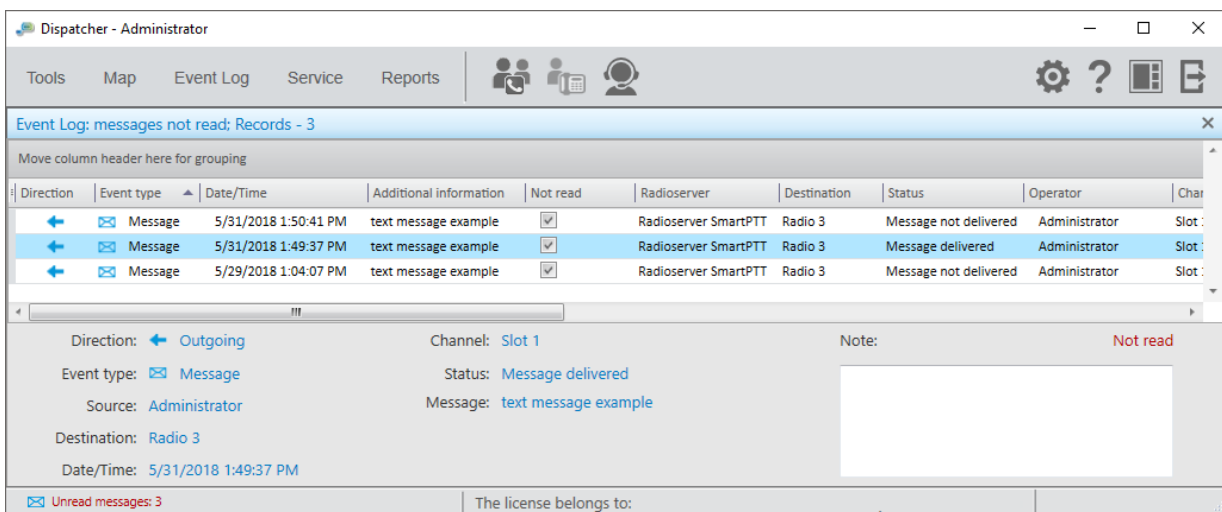 Dispatcher - Administrator
Tools Map Event Log Service Reports
Event Log: messages not read; Records - 3
Move column header here for grouping
Direction Event type Date/Time Additional information Not read Radioserver Destination Status Operator Char
Message 5/31/2018 1:50:41 PM text message example Radioserver SmartPTT Radio 3 Message not delivered Administrator Slot
Message 5/31/2018 1:49:37 PM text message example Radioserver SmartPTT Radio 3 Message delivered Administrator Slot
Message 5/29/2018 1:04:07 PM text message example Radioserver SmartPTT Radio 3 Message not delivered Administrator Slot
Direction: Outgoing Channel: Slot 1 Note: Not read
Event type: Message Status: Message delivered
Source: Administrator Message: text message example
Destination: Radio 3
Date/Time: 5/31/2018 1:49:37 PM
Unread messages: 3 The license belongs to: